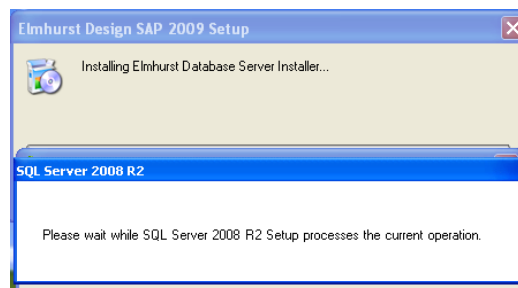 Elmhurst Design SAP 2009 Setup
Installing Elmhurst Database Server Installer...
SQL Server 2008 R2
Please wait while SQL Server 2008 R2 Setup processes the current operation.